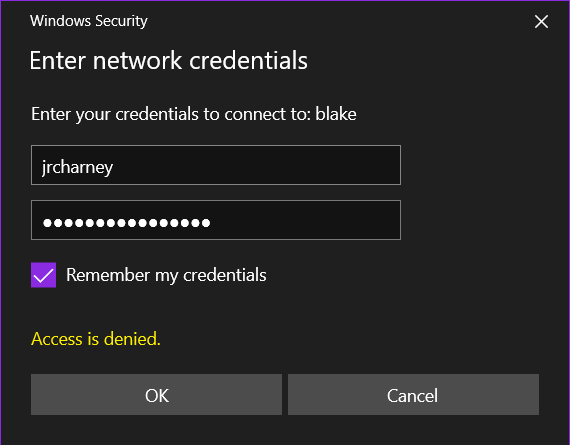 Windows Security
Enter network credentials
Enter your credentials to connect to: blake
jrcharney
●●●●●●●●●●●●●●●●
Remember my credentials
Access is denied.
OK
Cancel